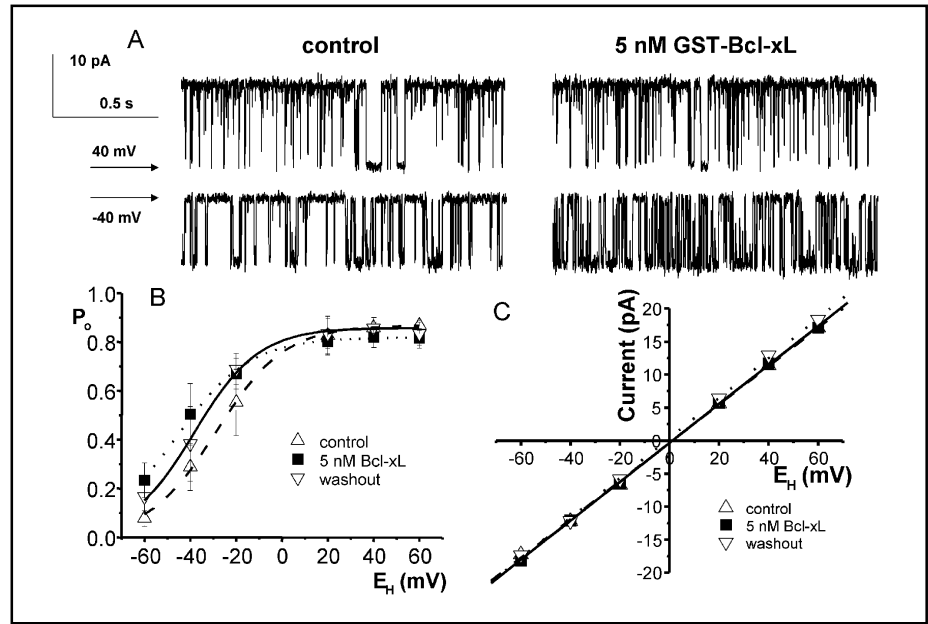 A
control
5 nM GST-Bcl-xL
10 pA
0.5 s
40 mV
-40 mV
B
Po
1.0
0.8
0.6
0.4
0.2
0.0
-60 -40 -20 0 20 40 60
EH (mV)
control
5 nM Bcl-xL
washout
C
Current (pA)
20
15
10
5
0
-5
-10
-15
-20
-60 -40 -20 0 20 40 60
EH (mV)
control
5 nM Bcl-xL
washout